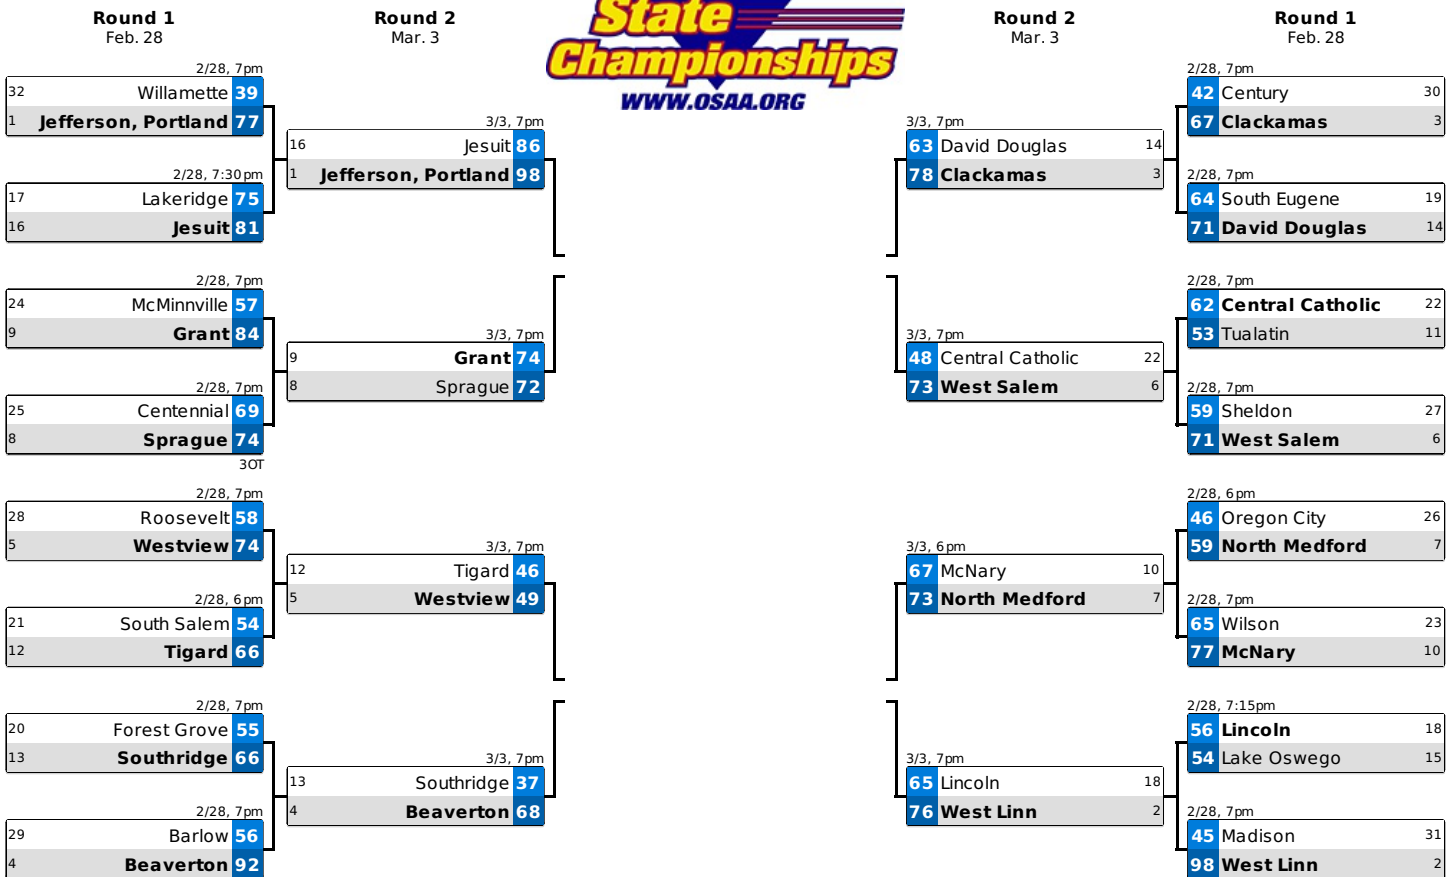 Round 1
Feb. 28
Round 2
Mar. 3
State
Championships
WWW.OSAA.ORG
Round 2
Mar. 3
Round 1
Feb. 28
2/28, 7pm
32 Willamette 39
1 Jefferson, Portland 77
2/28, 7:30pm
17 Lakeridge 75
16 Jesuit 81
2/28, 7pm
24 McMinnville 57
9 Grant 84
2/28, 7pm
25 Centennial 69
8 Sprague 74
3OT
2/28, 7pm
28 Roosevelt 58
5 Westview 74
2/28, 6pm
21 South Salem 54
12 Tigard 66
2/28, 7pm
20 Forest Grove 55
13 Southridge 66
2/28, 7pm
29 Barlow 56
4 Beaverton 92
3/3, 7pm
16 Jesuit 86
1 Jefferson, Portland 98
3/3, 7pm
9 Grant 74
8 Sprague 72
3/3, 7pm
12 Tigard 46
5 Westview 49
3/3, 7pm
13 Southridge 37
4 Beaverton 68
3/3, 7pm
63 David Douglas 14
78 Clackamas 3
3/3, 7pm
48 Central Catholic 22
73 West Salem 6
3/3, 6pm
67 McNary 10
73 North Medford 7
3/3, 7pm
65 Lincoln 18
76 West Linn 2
2/28, 7pm
42 Century 30
67 Clackamas 3
2/28, 7pm
64 South Eugene 19
71 David Douglas 14
2/28, 7pm
62 Central Catholic 22
53 Tualatin 11
2/28, 7pm
59 Sheldon 27
71 West Salem 6
2/28, 6pm
46 Oregon City 26
59 North Medford 7
2/28, 7pm
65 Wilson 23
77 McNary 10
2/28, 7:15pm
56 Lincoln 18
54 Lake Oswego 15
2/28, 7pm
45 Madison 31
98 West Linn 2